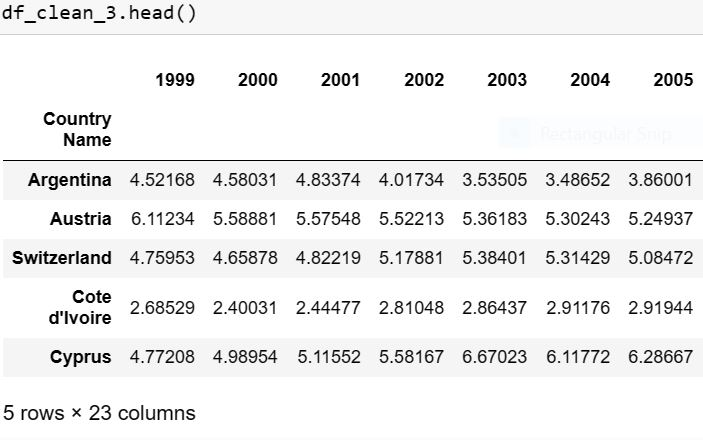 df_clean_3.head()
1999 2000 2001 2002 2003 2004 2005
Country
Name
Rectangular Snip
Argentina 4.52168 4.58031 4.83374 4.01734 3.53505 3.48652 3.86001
Austria 6.11234 5.58881 5.57548 5.52213 5.36183 5.30243 5.24937
Switzerland 4.75953 4.65878 4.82219 5.17881 5.38401 5.31429 5.08472
Cote
d'Ivoire 2.68529 2.40031 2.44477 2.81048 2.86437 2.91176 2.91944
Cyprus 4.77208 4.98954 5.11552 5.58167 6.67023 6.11772 6.28667
5 rows × 23 columns